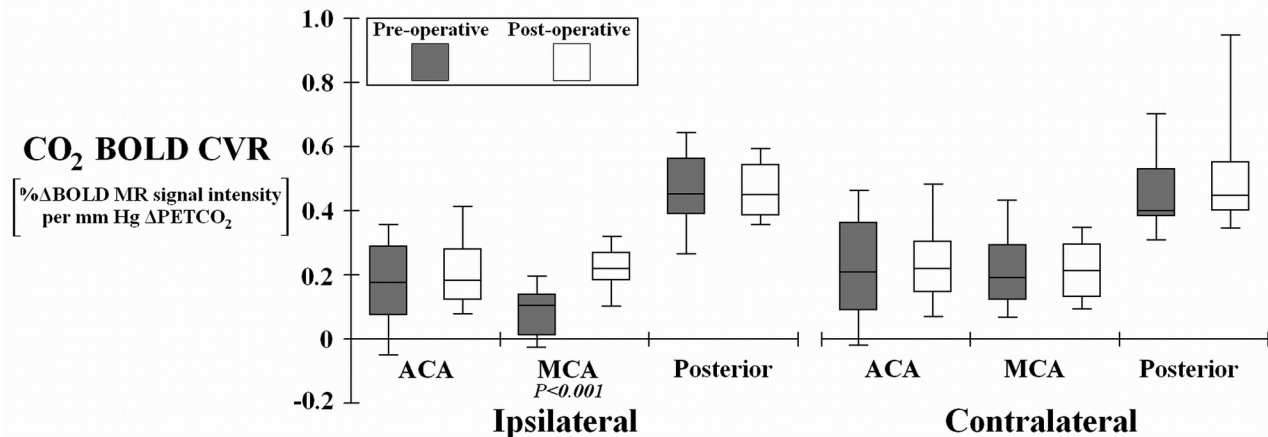 1.0
0.8
0.6
0.4
0.2
0
-0.2
Pre-operative Post-operative
CO₂ BOLD CVR
[%ΔBOLD MR signal intensity
per mm Hg ΔPETCO₂]
ACA MCA Posterior ACA MCA Posterior
P<0.001
Ipsilateral Contralateral